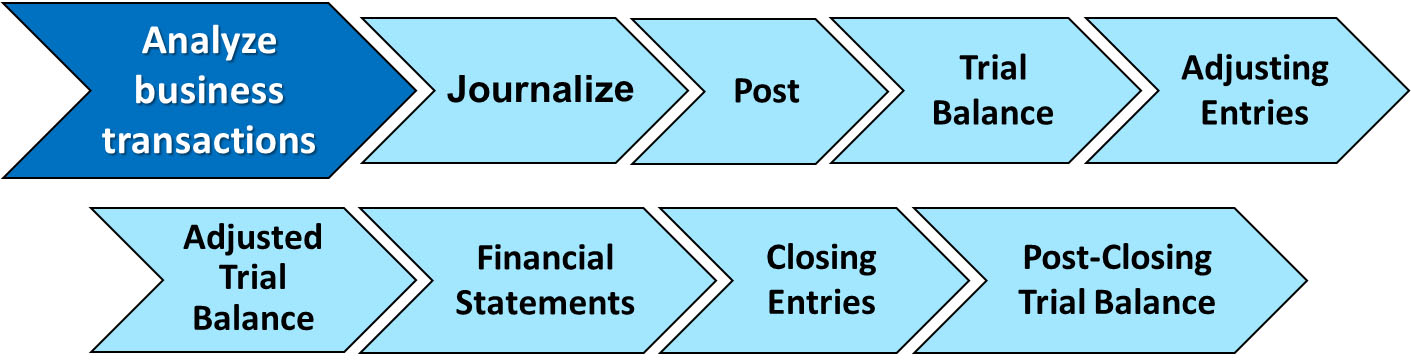 Analyze
business
transactions
Journalize
Post
Trial
Balance
Adjusting
Entries
Adjusted
Trial
Balance
Financial
Statements
Closing
Entries
Post-Closing
Trial Balance